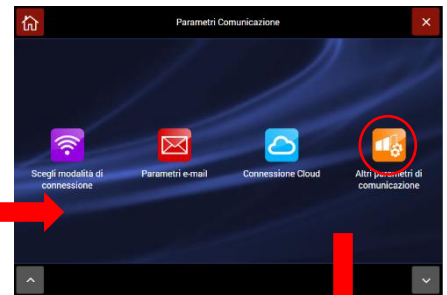 Parametri Comunicazione
Scegli modalità di
connessione
Parametri e-mail
Connessione Cloud
Altri parametri di
comunicazione